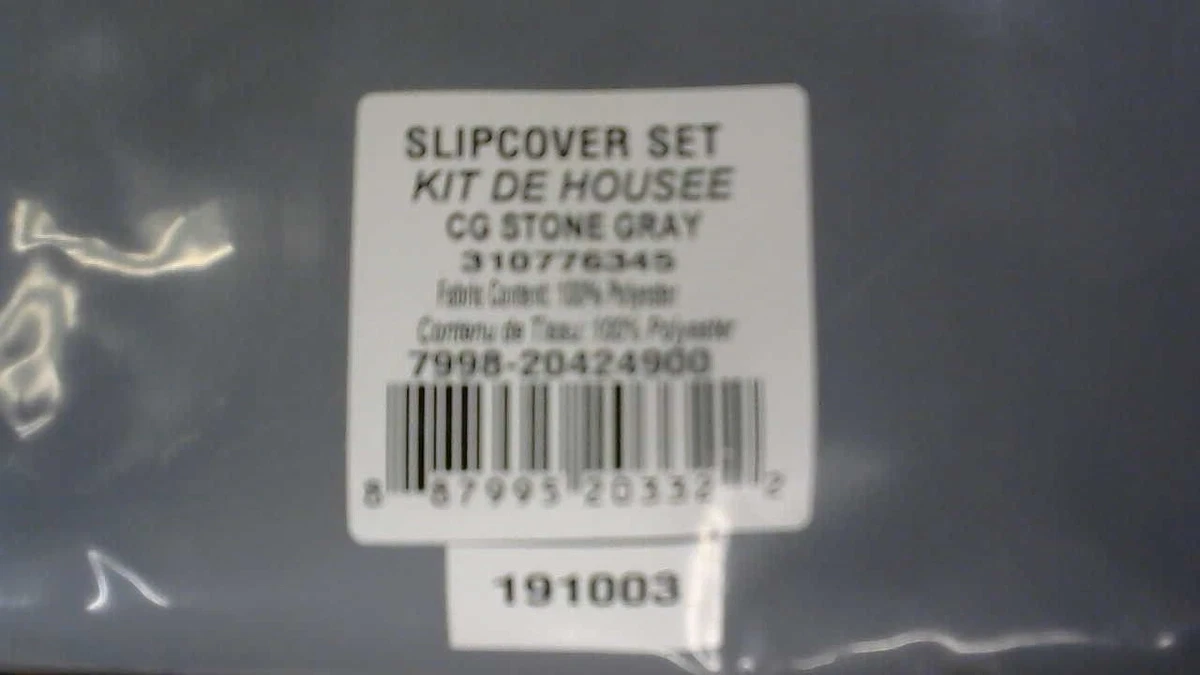 SLIPCOVER SET
KIT DE HOUSEE
CG STONE GRAY
310776345
Fabric Content: 100% Polyester
Contenu de Tissu: 100% Polyester
7998-20424900
8 87995 20332 2
191003